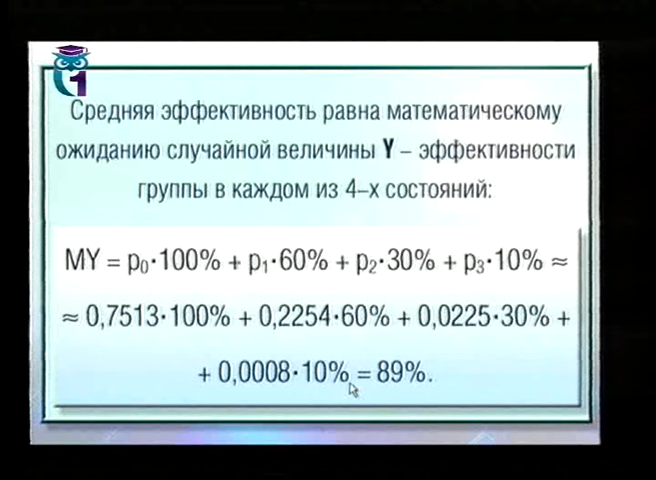 1
Средняя эффективность равна математическому
ожиданию случайной величины Y – эффективности
группы в каждом из 4–х состояний:
MY = p₀·100% + p₁·60% + p₂·30% + p₃·10% ≈
≈ 0,7513·100% + 0,2254·60% + 0,0225·30% +
+ 0,0008·10% = 89%.